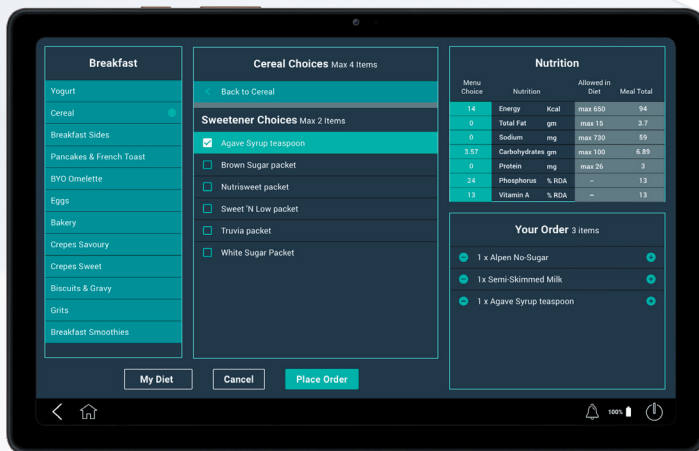 Breakfast
Yogurt
Cereal
Breakfast Sides
Pancakes & French Toast
BYO Omelette
Eggs
Bakery
Crepes Savoury
Crepes Sweet
Biscuits & Gravy
Grits
Breakfast Smoothies
Cereal Choices Max 4 Items
< Back to Cereal
Sweetener Choices Max 2 Items
Agave Syrup teaspoon
Brown Sugar packet
Nutrisweet packet
Sweet 'N Low packet
Truvia packet
White Sugar Packet
Nutrition
Menu Choice Nutrition Allowed in Diet Meal Total
14 Energy Kcal max 650 94
0 Total Fat gm max 15 3.7
0 Sodium mg max 730 59
3.57 Carbohydrates gm max 100 6.89
0 Protein mg max 26 3
24 Phosphorus % RDA – 13
13 Vitamin A % RDA – 13
Your Order 3 items
1 x Alpen No-Sugar
1x Semi-Skimmed Milk
1 x Agave Syrup teaspoon
My Diet
Cancel
Place Order
100%